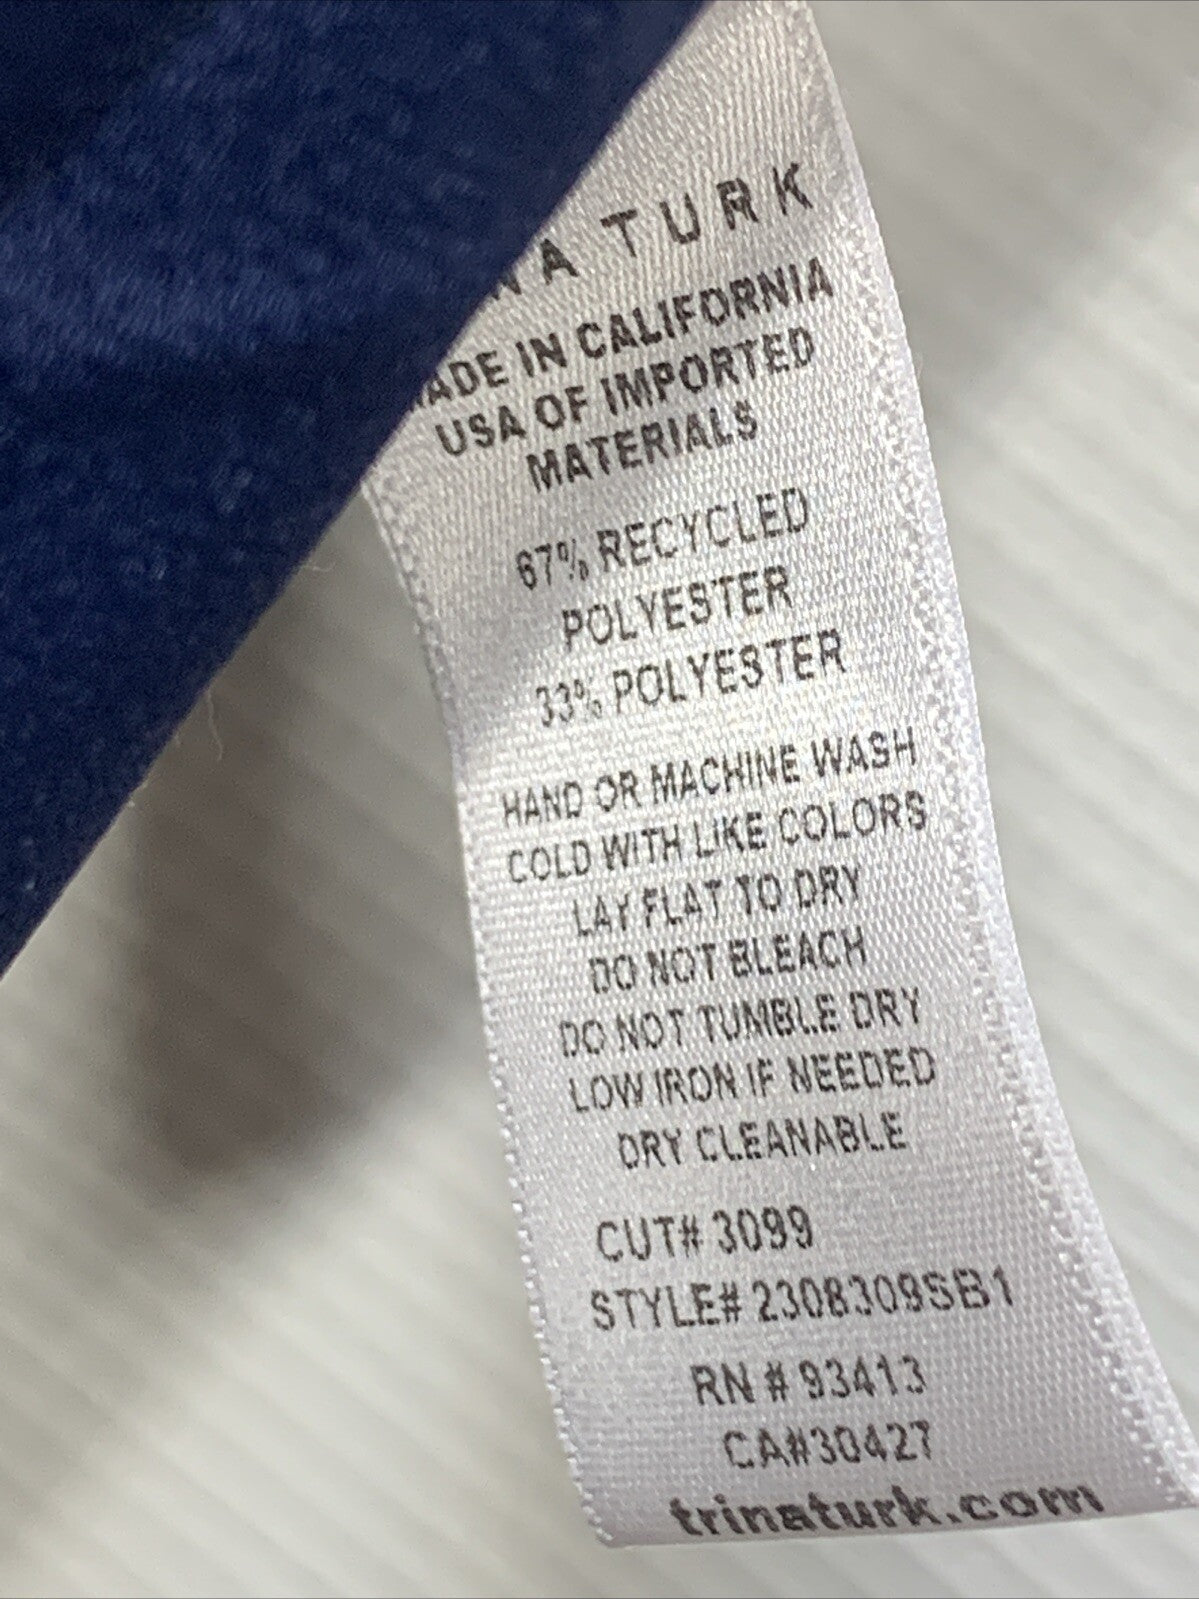 NA TURK
MADE IN CALIFORNIA
USA OF IMPORTED
MATERIALS
67% RECYCLED
POLYESTER
33% POLYESTER
HAND OR MACHINE WASH
COLD WITH LIKE COLORS
LAY FLAT TO DRY
DO NOT BLEACH
DO NOT TUMBLE DRY
LOW IRON IF NEEDED
DRY CLEANABLE
CUT# 3099
STYLE# 2308309SB1
RN # 93413
CA#30427
trinaturk.com